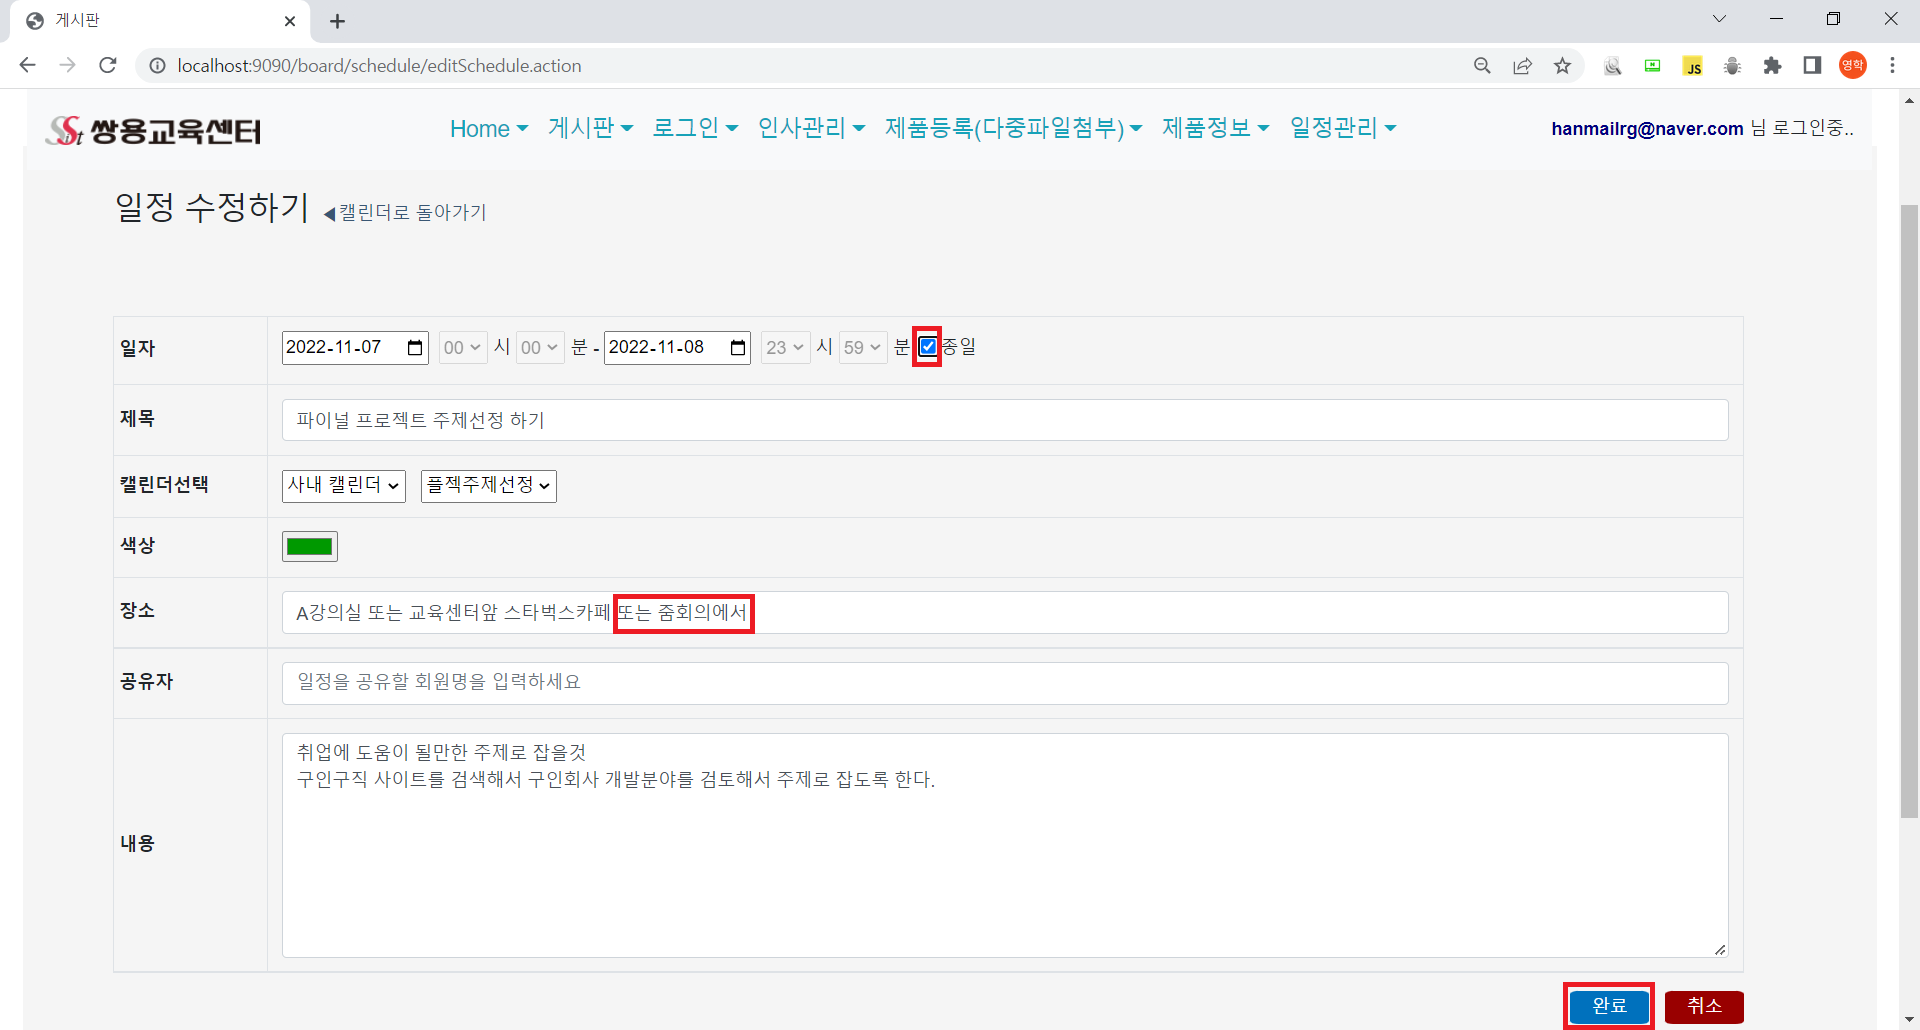 게시판
localhost:9090/board/schedule/editSchedule.action
JS
영학
Sist 쌍용교육센터
Home 게시판 로그인 인사관리 제품등록(다중파일첨부) 제품정보 일정관리
hanmailrg@naver.com 님 로그인중..
일정 수정하기 ◀캘린더로 돌아가기
일자 2022-11-07 00 시 00 분 - 2022-11-08 23 시 59 분 종일
제목 파이널 프로젝트 주제선정 하기
캘린더선택 사내 캘린더 플젝주제선정
색상
장소 A강의실 또는 교육센터앞 스타벅스카페 또는 줌회의에서
공유자 일정을 공유할 회원명을 입력하세요
취업에 도움이 될만한 주제로 잡을것
구인구직 사이트를 검색해서 구인회사 개발분야를 검토해서 주제로 잡도록 한다.
내용
완료 취소